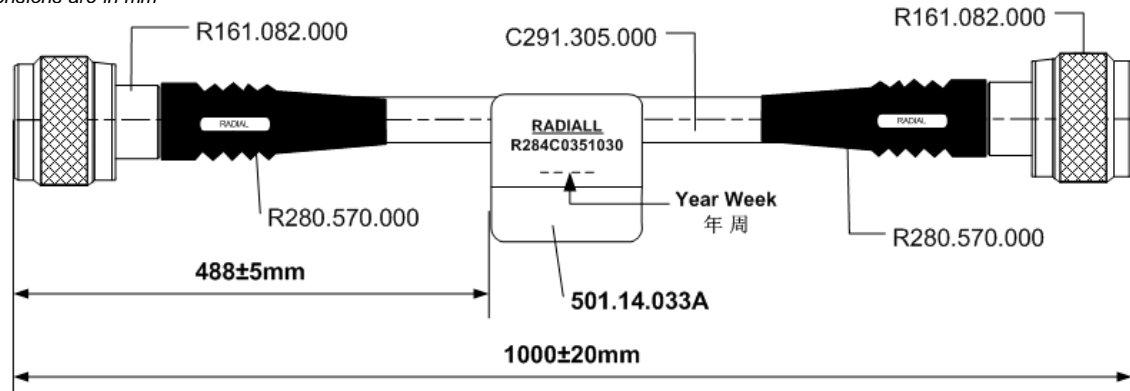 R161.082.000
C291.305.000
R161.082.000
RADIAL
RADIALL
R284C0351030
RADIAL
Year Week
年 周
R280.570.000
R280.570.000
488±5mm
501.14.033A
1000±20mm